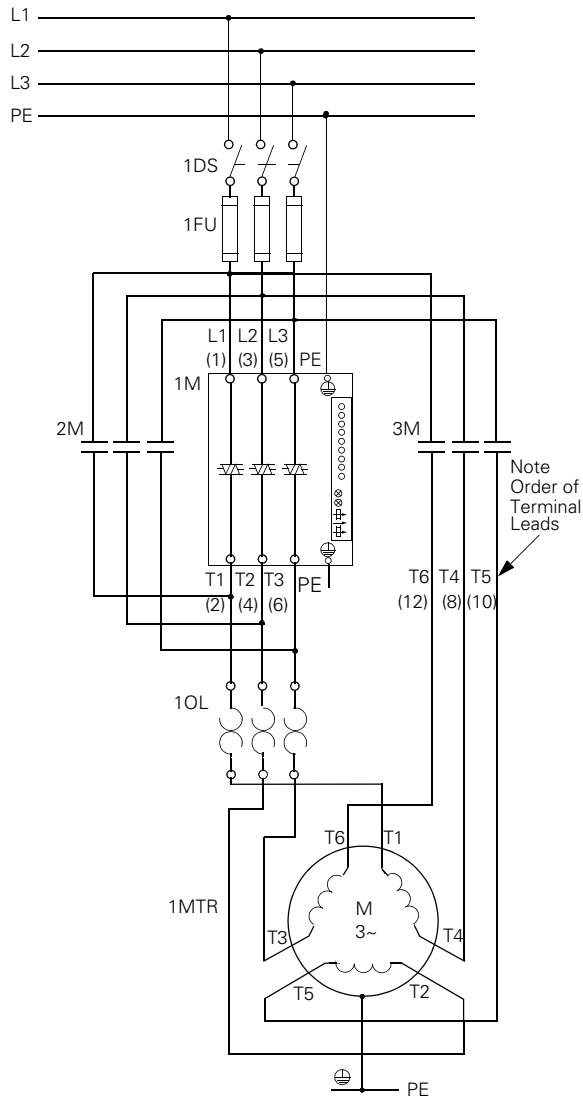 L1
L2
L3
PE
1DS
1FU
L1 L2 L3
(1) (3) (5) PE
1M
2M
3M
Note
Order of
Terminal
Leads
T1 T2 T3 PE
(2) (4) (6)
T6 T4 T5
(12) (8) (10)
1OL
T6 T1
1MTR
M
3~
T3
T4
T5
T2
PE